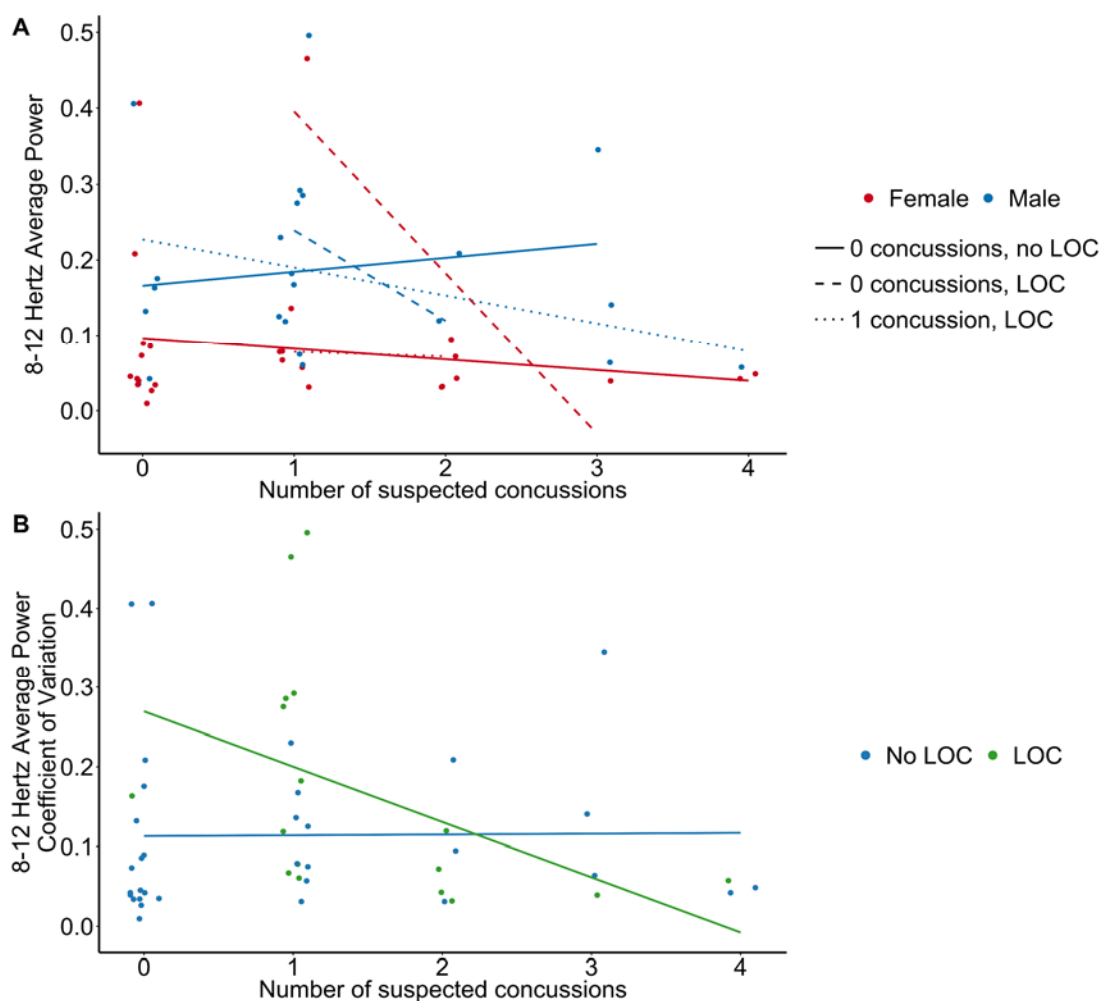 A
8-12 Hertz Average Power
0.5
0.4
0.3
0.2
0.1
0.0
0 1 2 3 4
Number of suspected concussions
Female Male
0 concussions, no LOC
0 concussions, LOC
1 concussion, LOC
B
8-12 Hertz Average Power
Coefficient of Variation
0.5
0.4
0.3
0.2
0.1
0.0
0 1 2 3 4
Number of suspected concussions
No LOC LOC